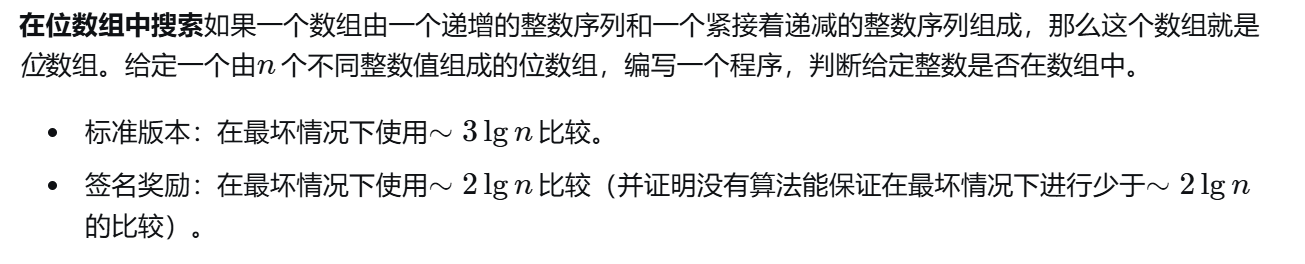 在位数组中搜索如果一个数组由一个递增的整数序列和一个紧接着递减的整数序列组成，那么这个数组就是
位数组。给定一个由n 个不同整数值组成的位数组，编写一个程序，判断给定整数是否在数组中。
• 标准版本：在最坏情况下使用∼ 3 lg n 比较。
• 签名奖励：在最坏情况下使用∼ 2 lg n 比较（并证明没有算法能保证在最坏情况下进行少于∼ 2 lg n
的比较）。